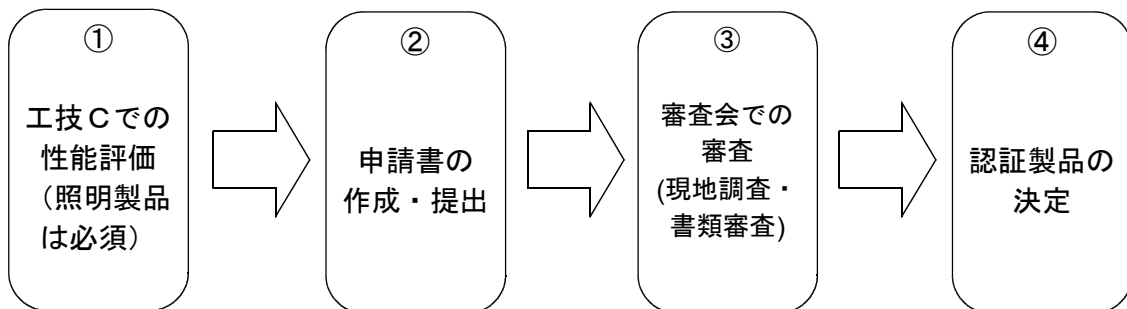 ①
工技Cでの
性能評価
（照明製品
は必須）
②
申請書の
作成・提出
③
審査会での
審査
(現地調査・
書類審査)
④
認証製品の
決定